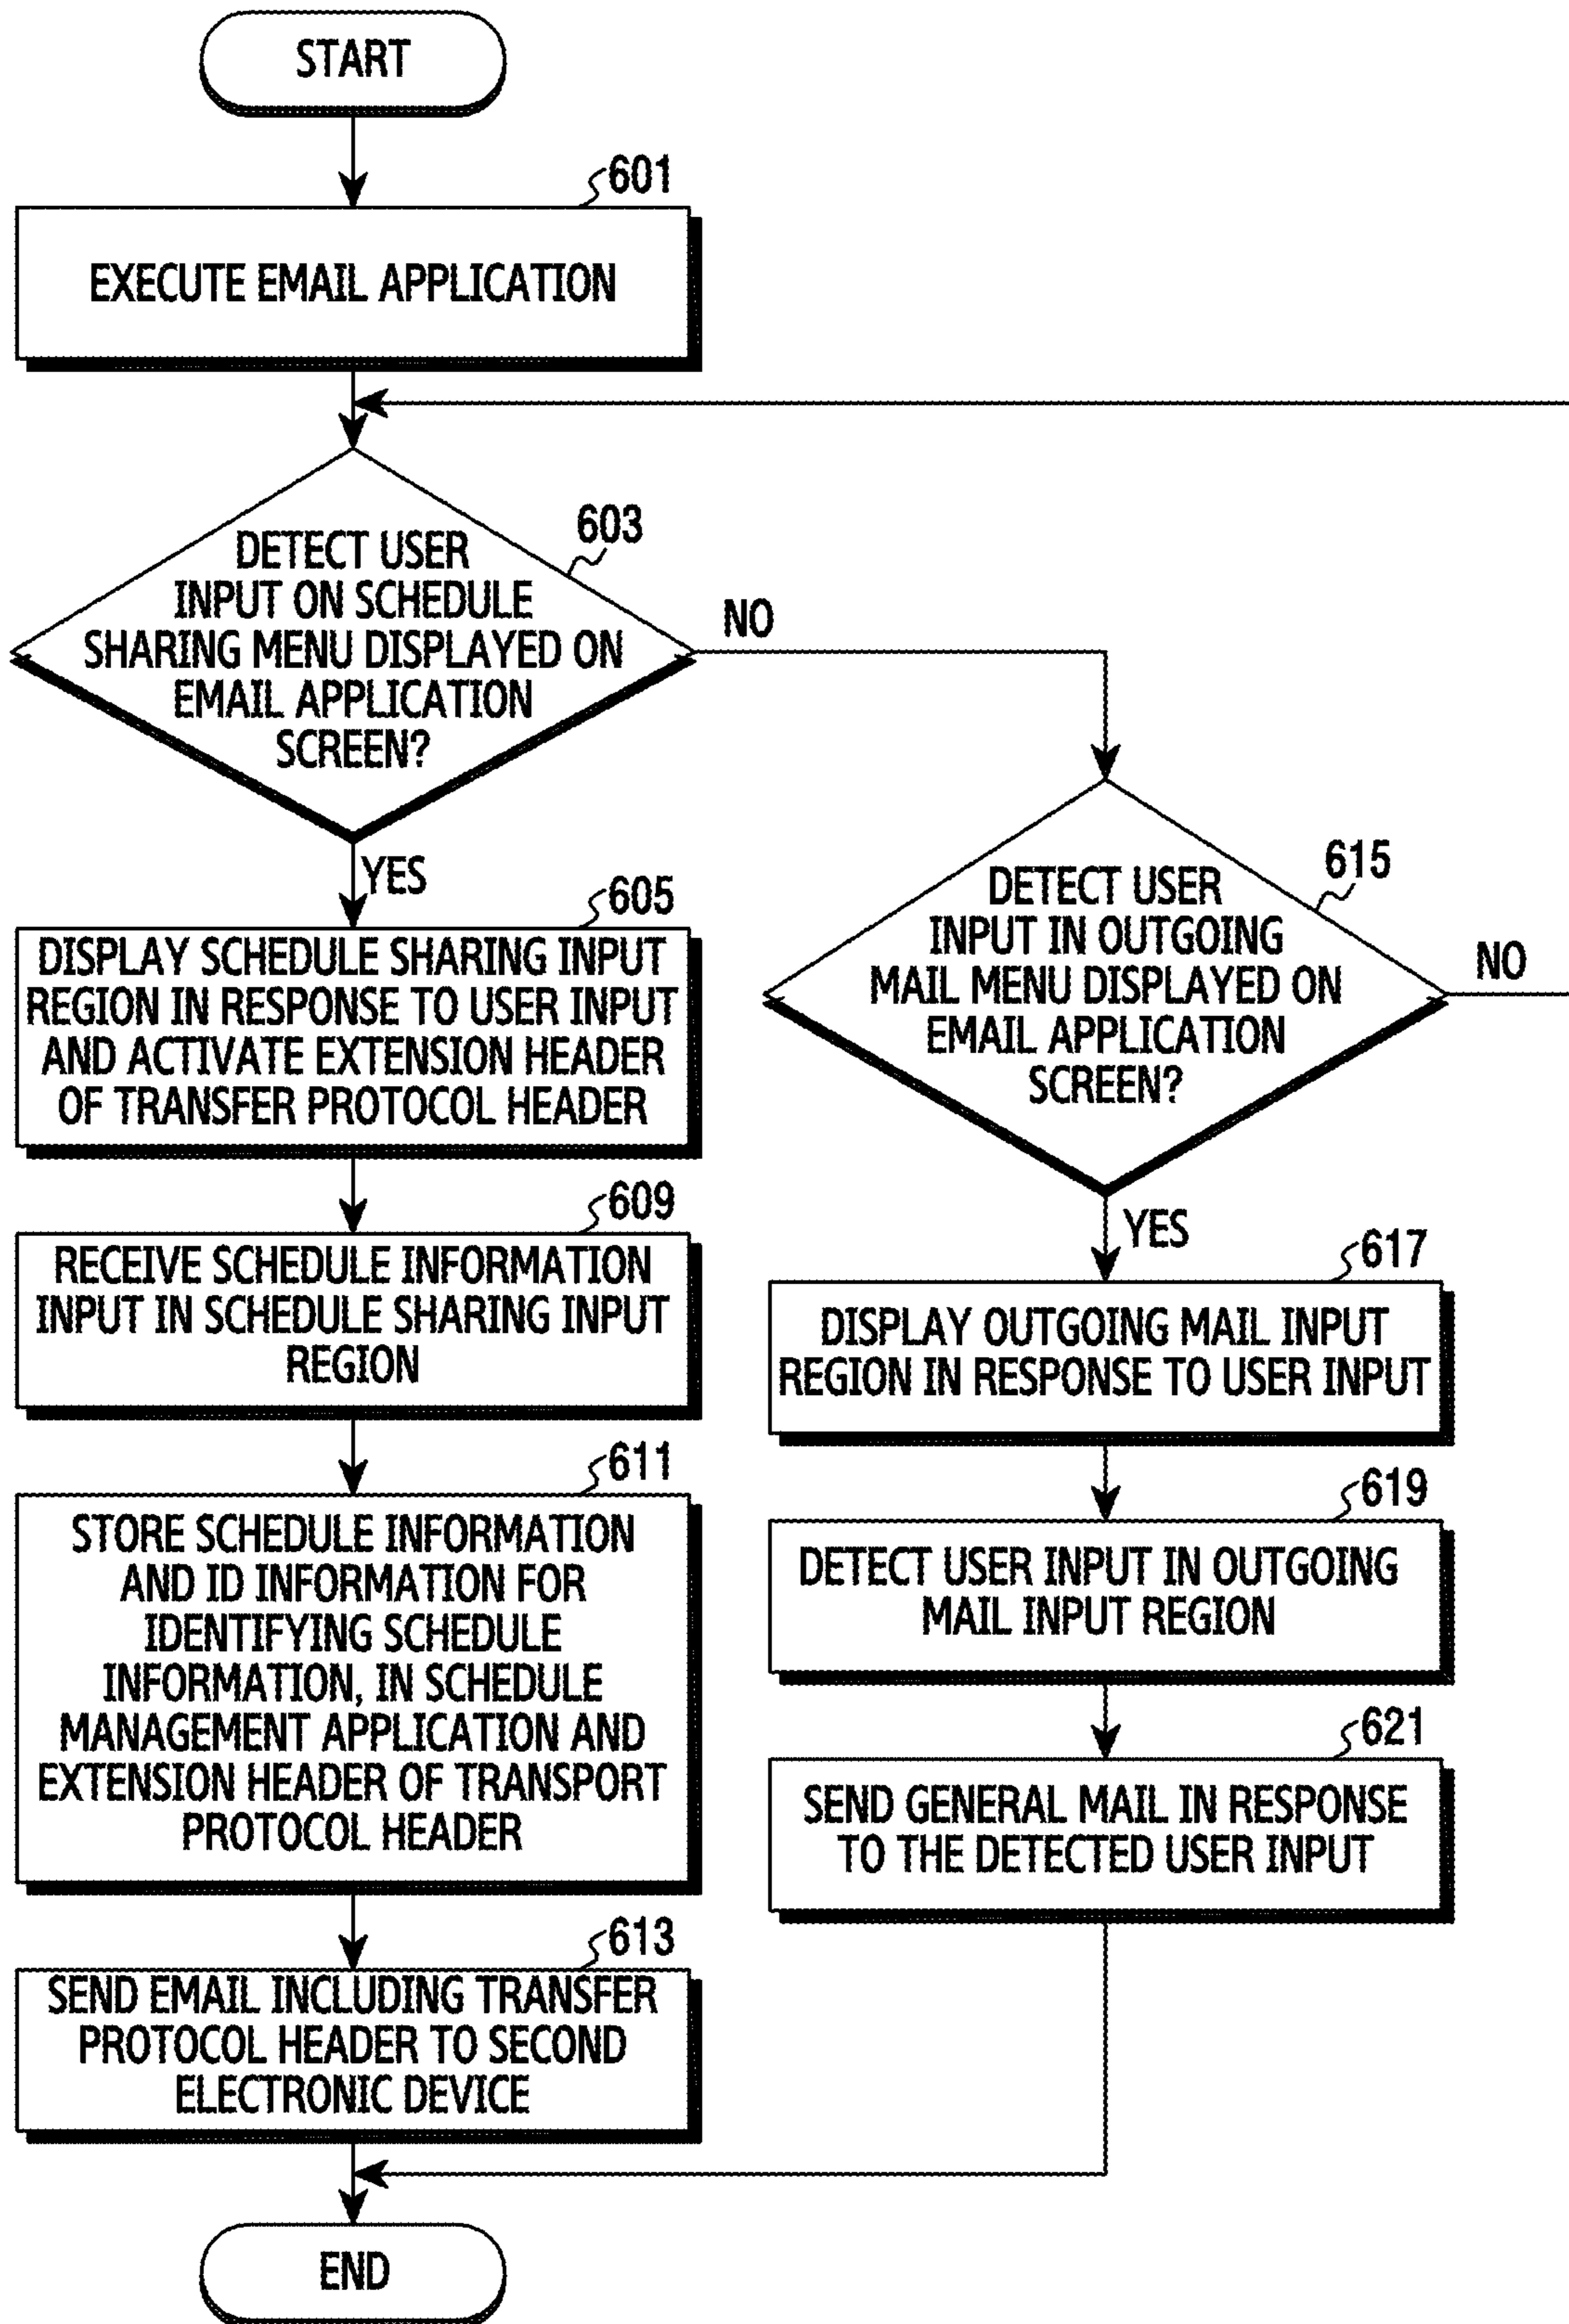 START
601
EXECUTE EMAIL APPLICATION
603
DETECT USER
INPUT ON SCHEDULE
SHARING MENU DISPLAYED ON
EMAIL APPLICATION
SCREEN?
NO
YES
605
DISPLAY SCHEDULE SHARING INPUT
REGION IN RESPONSE TO USER INPUT
AND ACTIVATE EXTENSION HEADER
OF TRANSFER PROTOCOL HEADER
609
RECEIVE SCHEDULE INFORMATION
INPUT IN SCHEDULE SHARING INPUT
REGION
611
STORE SCHEDULE INFORMATION
AND ID INFORMATION FOR
IDENTIFYING SCHEDULE
INFORMATION, IN SCHEDULE
MANAGEMENT APPLICATION AND
EXTENSION HEADER OF TRANSPORT
PROTOCOL HEADER
613
SEND EMAIL INCLUDING TRANSFER
PROTOCOL HEADER TO SECOND
ELECTRONIC DEVICE
615
DETECT USER
INPUT IN OUTGOING
MAIL MENU DISPLAYED ON
EMAIL APPLICATION
SCREEN?
NO
YES
617
DISPLAY OUTGOING MAIL INPUT
REGION IN RESPONSE TO USER INPUT
619
DETECT USER INPUT IN OUTGOING
MAIL INPUT REGION
621
SEND GENERAL MAIL IN RESPONSE
TO THE DETECTED USER INPUT
END